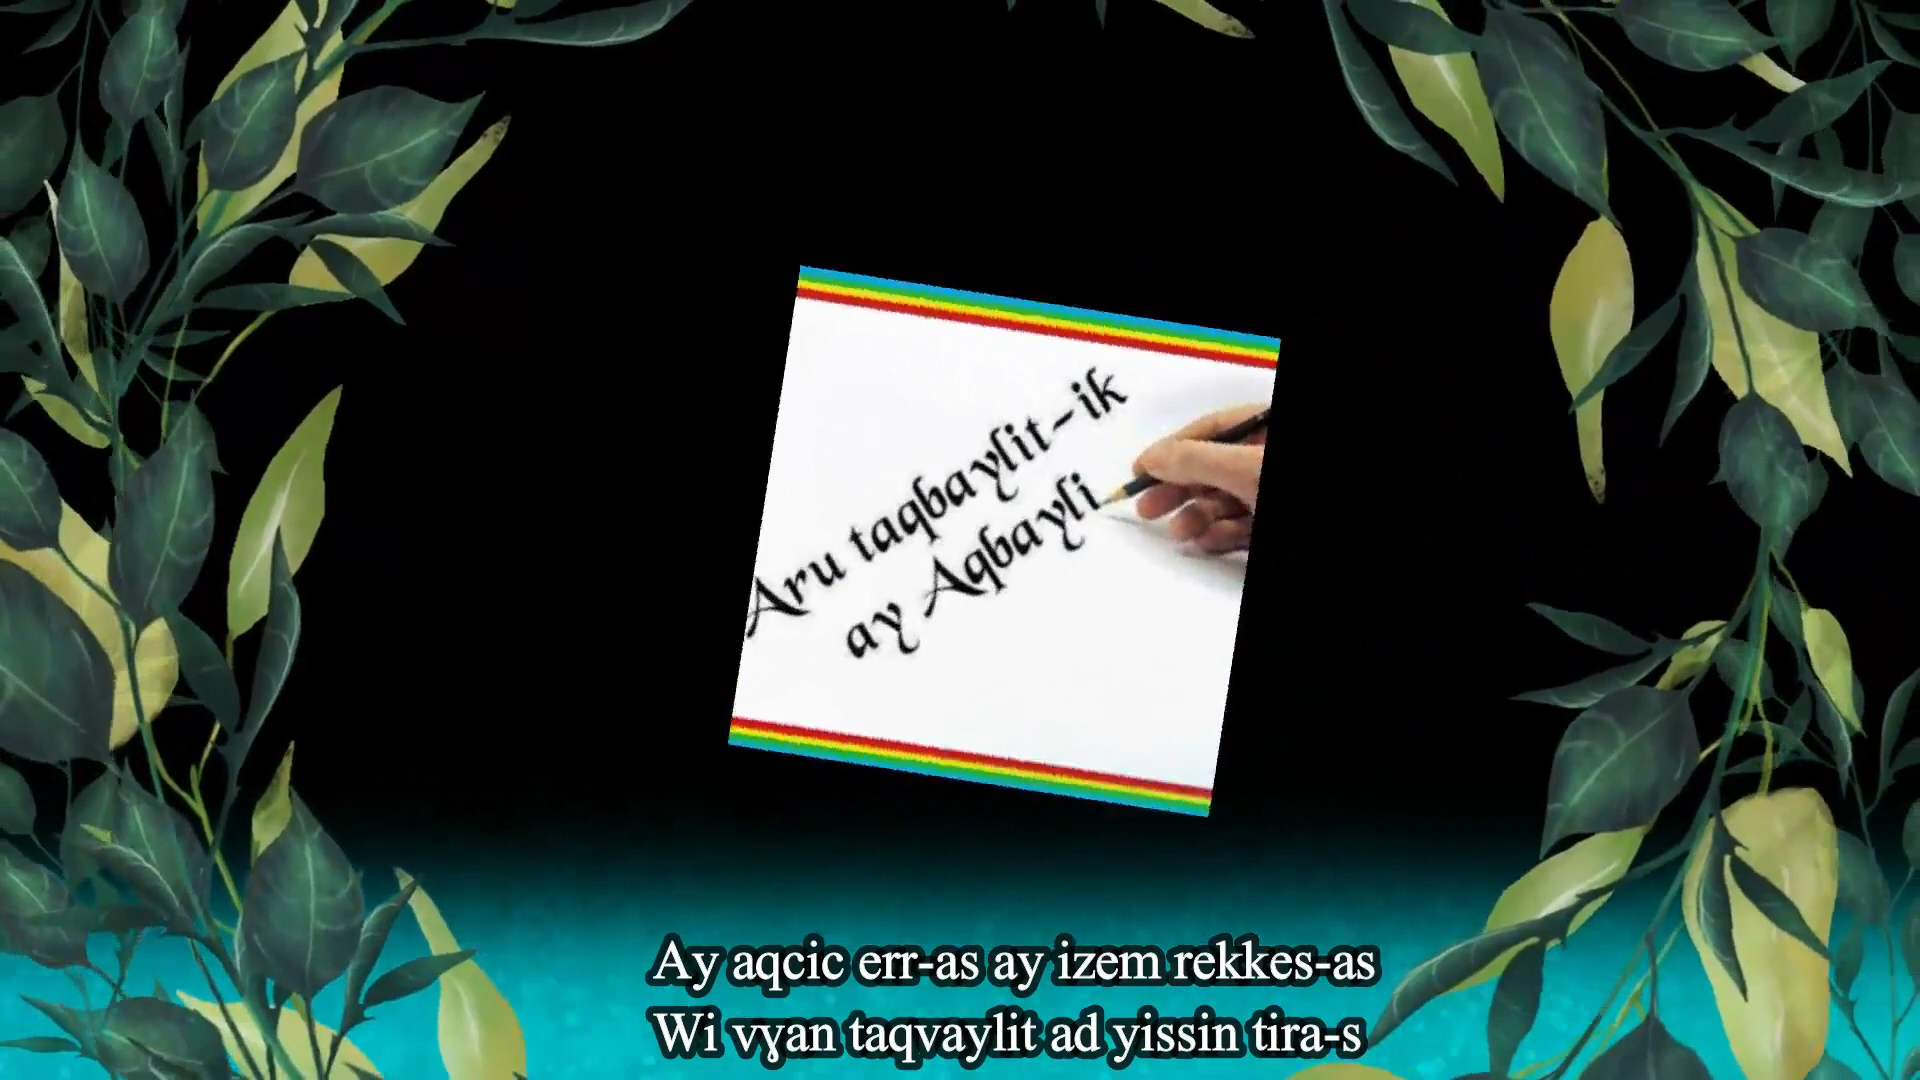 Aru taqbaylit-ik
ay Aqbayli
Ay aqcic err-as ay izem rekkes-as
Wi vɣan taqvaylit ad yissin tira-s